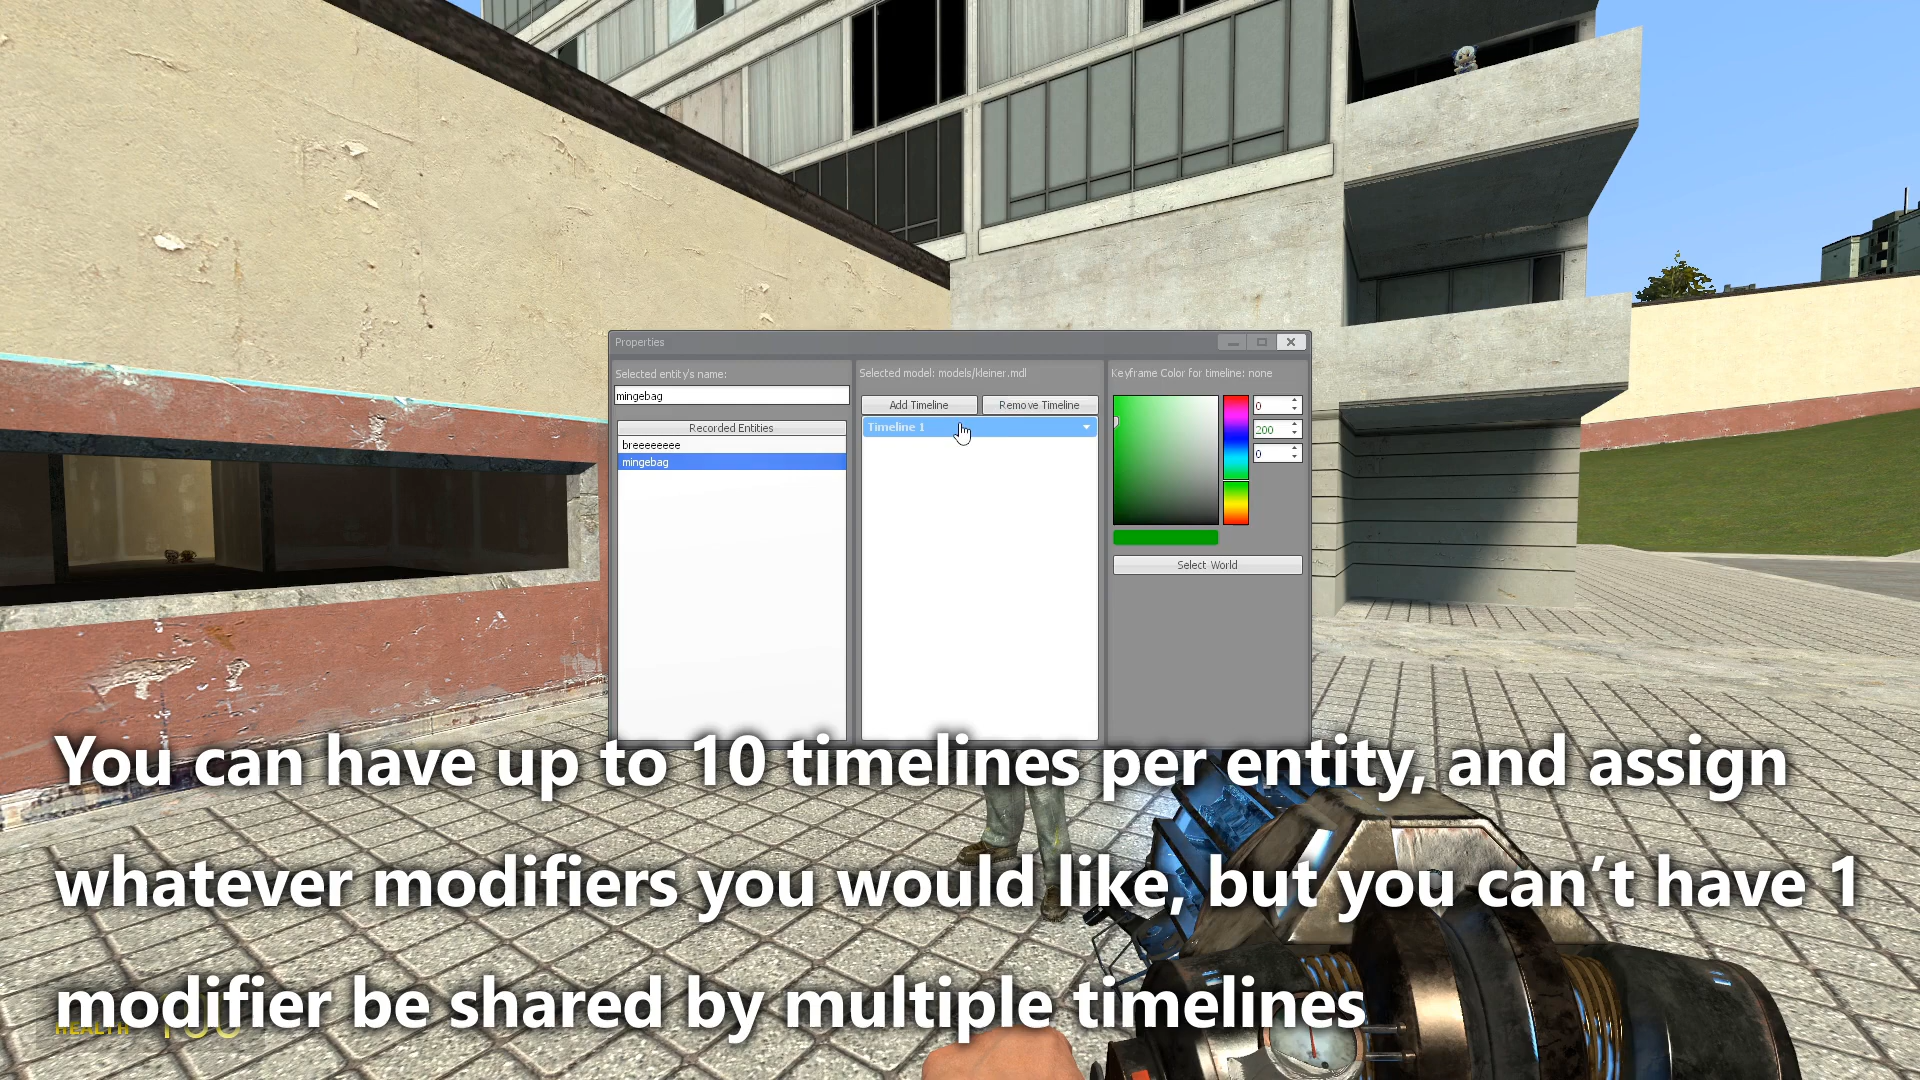 Properties
Selected entity's name:
mingebag
Recorded Entities
breeeeeeee
mingebag
Selected model: models/kleiner.mdl
Add Timeline
Remove Timeline
Timeline 1
Keyframe Color for timeline: none
0
200
0
Select World
You can have up to 10 timelines per entity, and assign
whatever modifiers you would like, but you can’t have 1
modifier be shared by multiple timelines
HEALTH 100